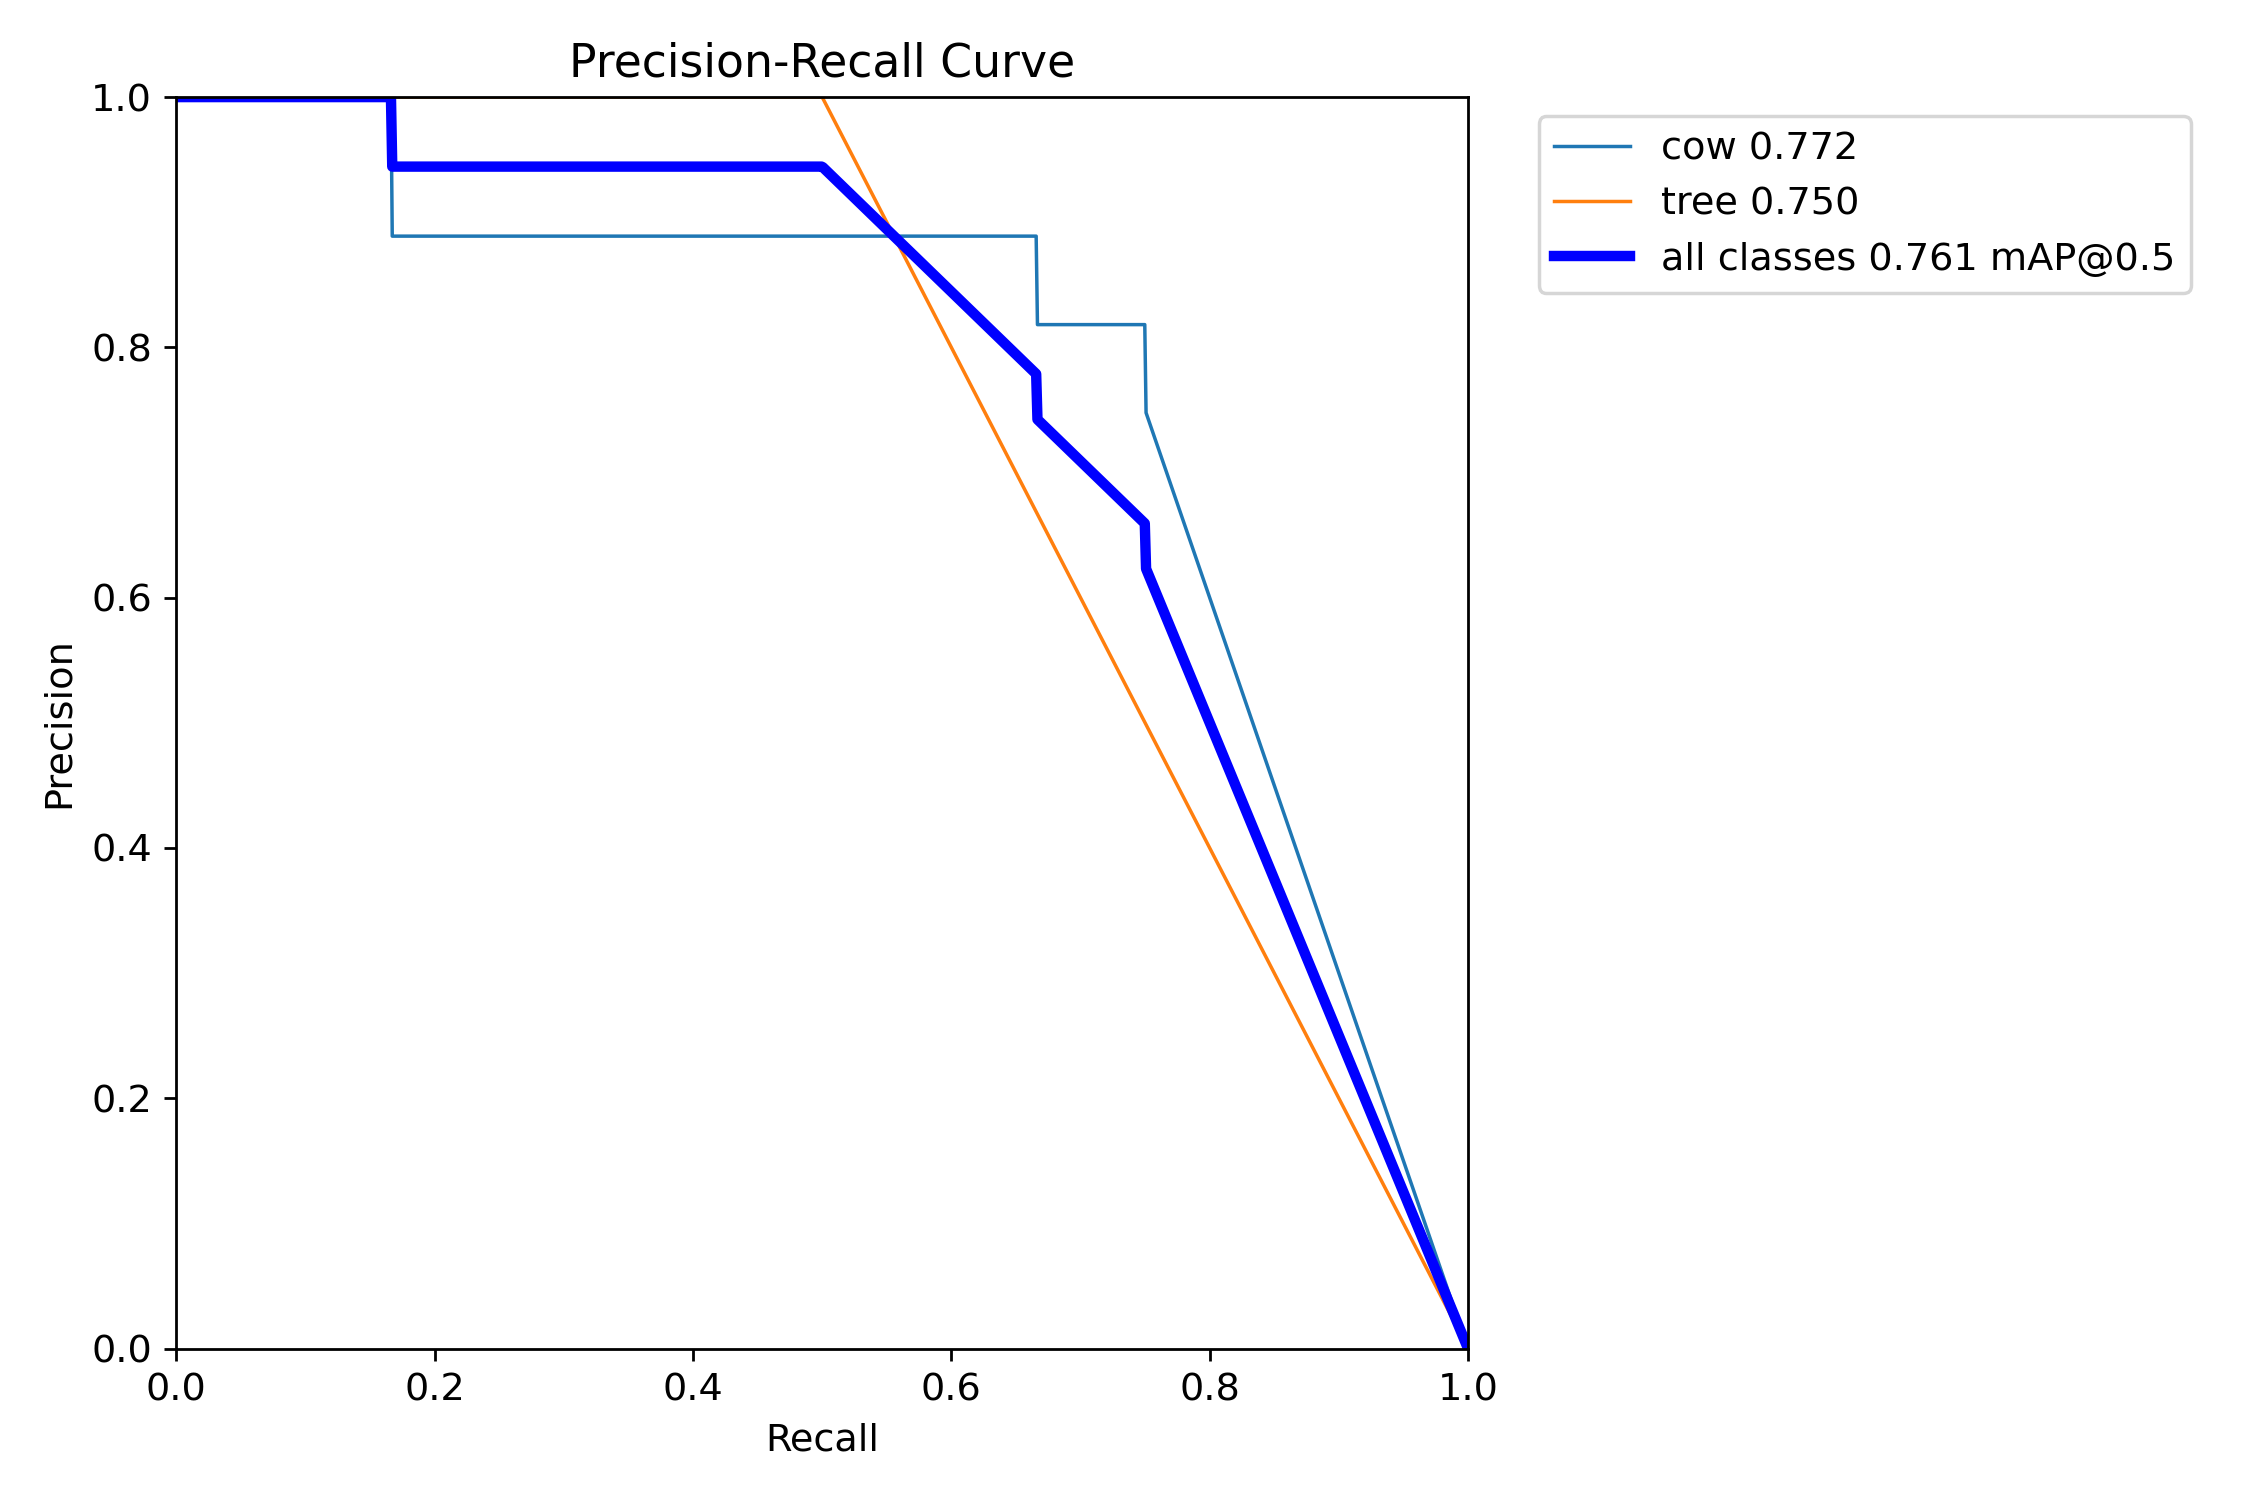 Precision-Recall Curve
cow 0.772
tree 0.750
all classes 0.761 mAP@0.5
1.0
0.8
0.6
0.4
0.2
0.0
Precision
0.0 0.2 0.4 0.6 0.8 1.0
Recall